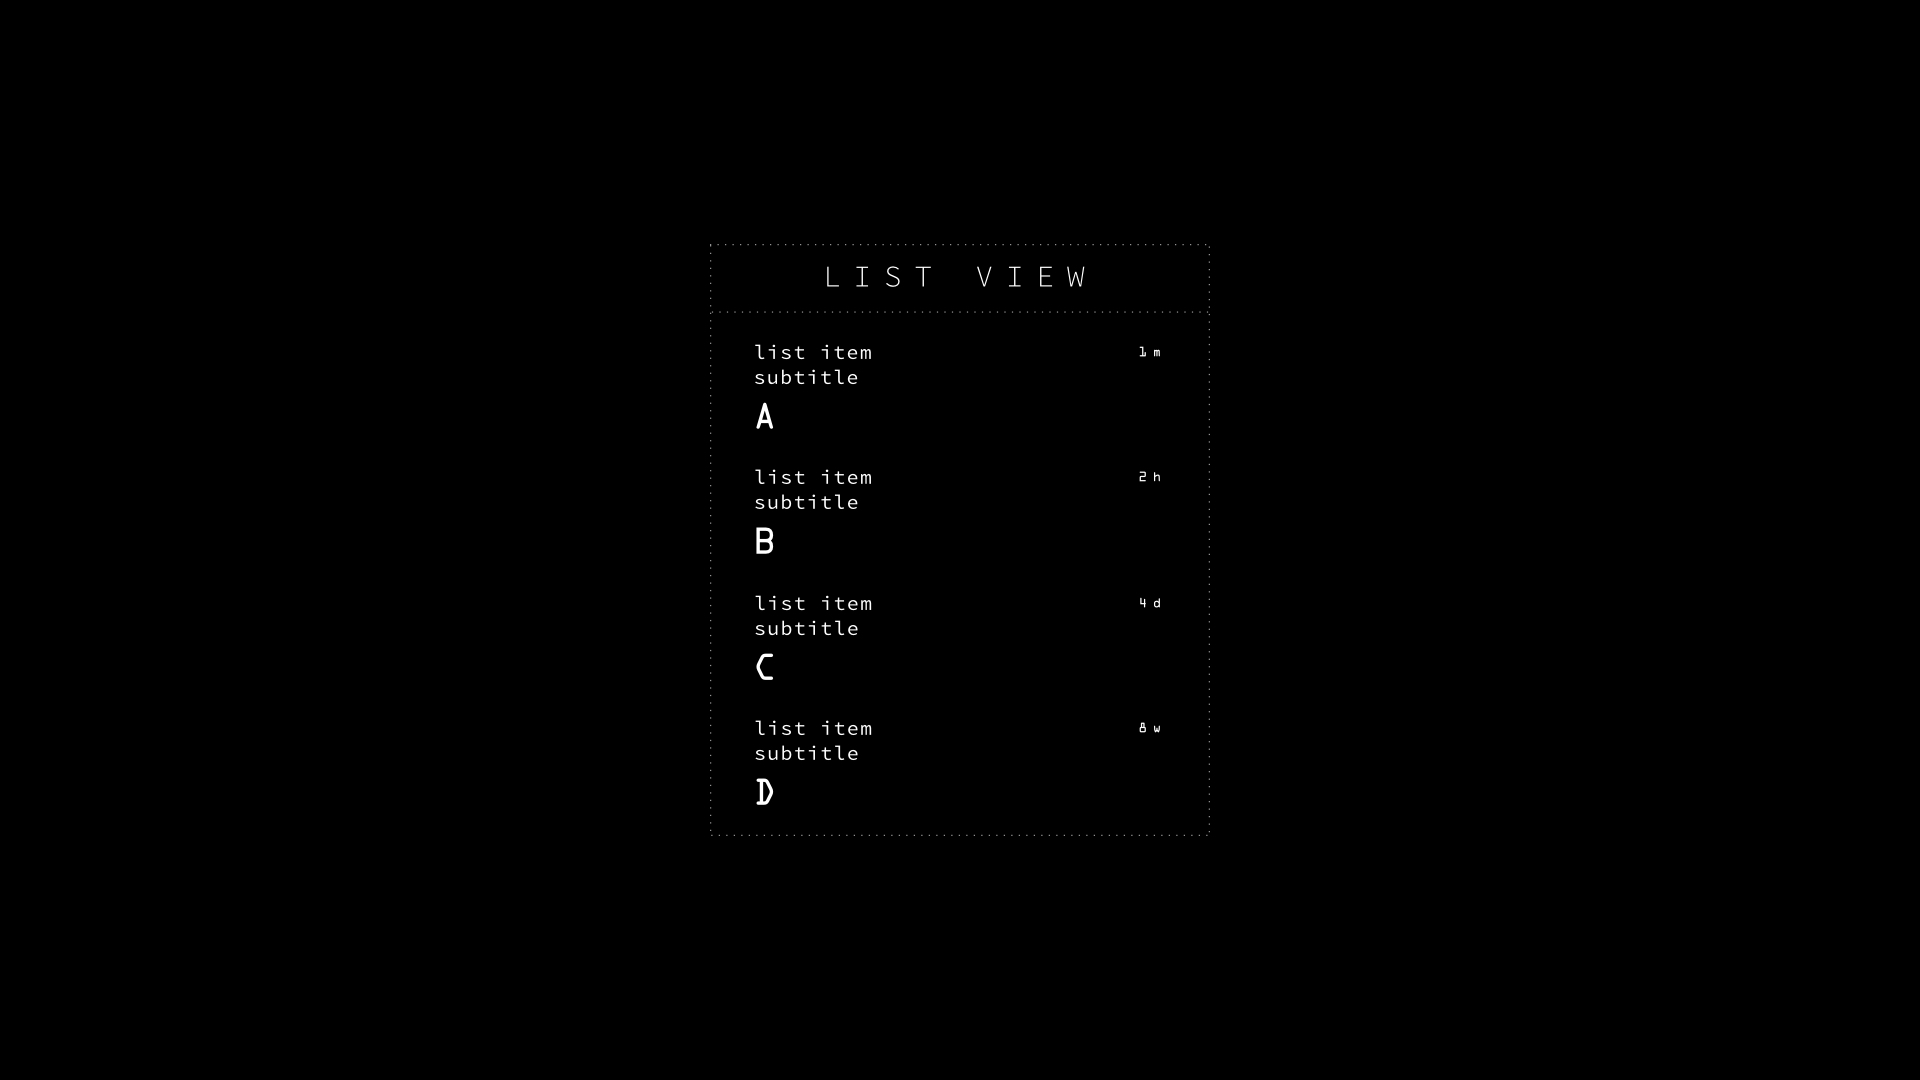 LIST VIEW
list item 1m
subtitle
A
list item 2h
subtitle
B
list item 4d
subtitle
C
list item 8w
subtitle
D